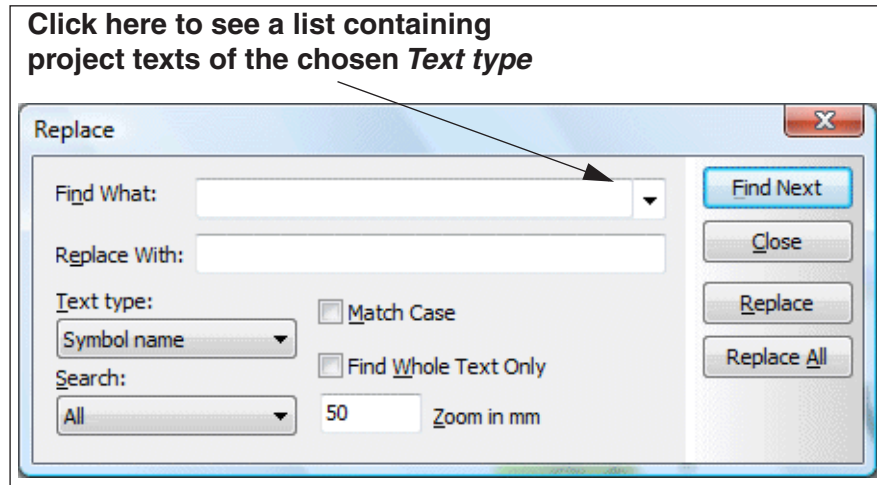 Click here to see a list containing
project texts of the chosen Text type
Replace
Find What:
Find Next
Replace With:
Close
Text type:
Match Case
Replace
Symbol name
Find Whole Text Only
Replace All
Search:
All
50
Zoom in mm